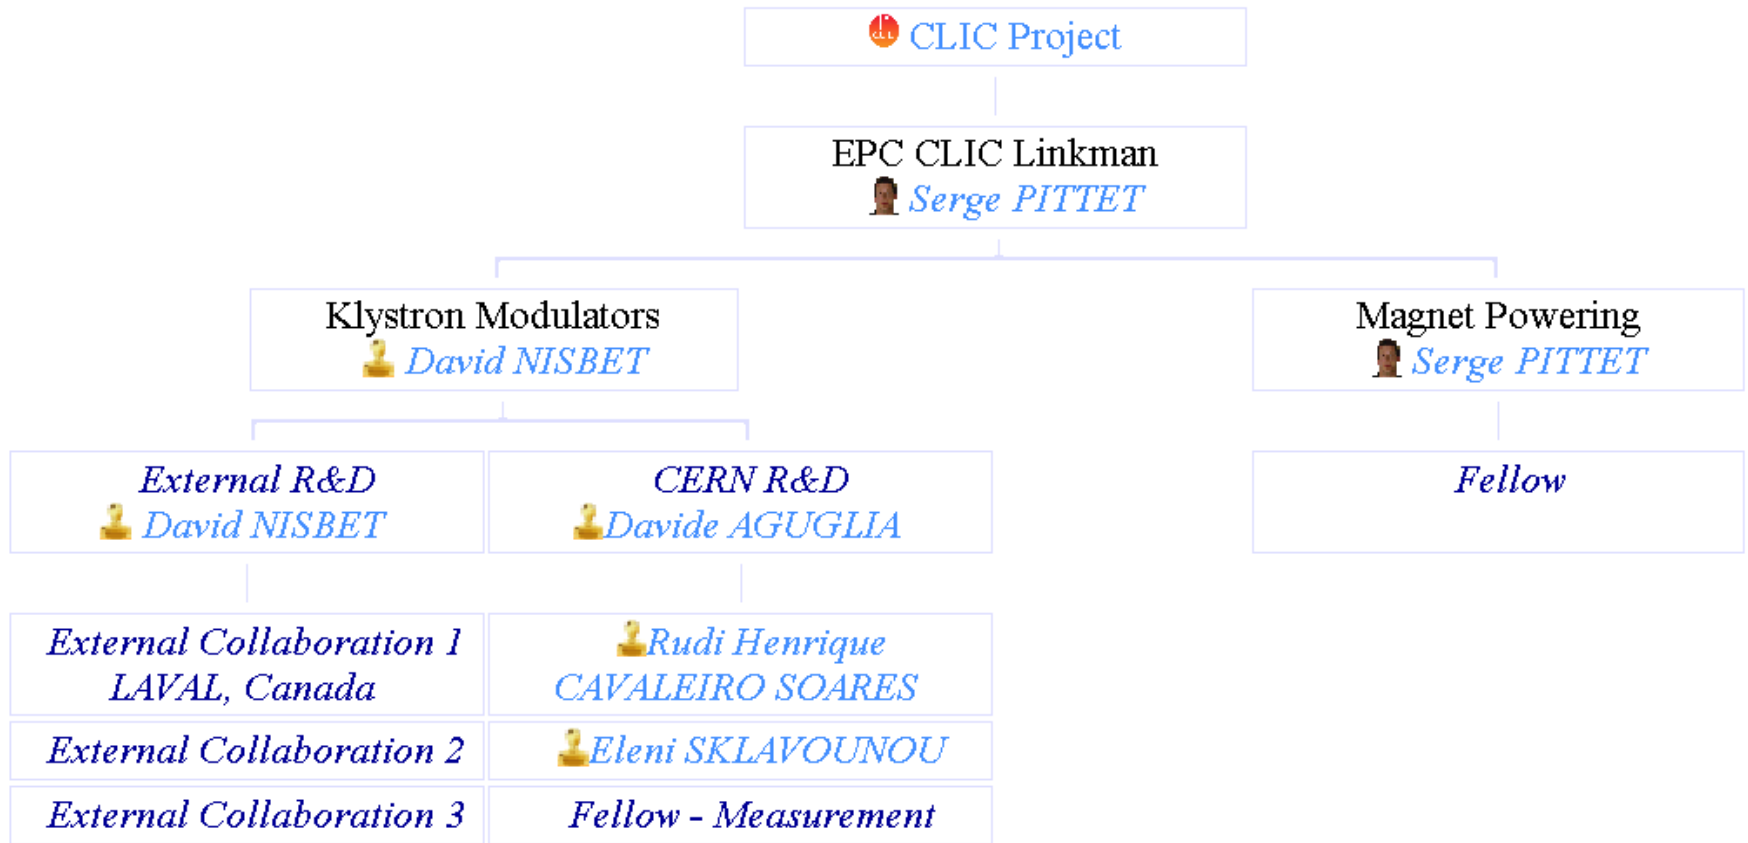 CLIC Project
EPC CLIC Linkman
Serge PITTET
Klystron Modulators
David NISBET
Magnet Powering
Serge PITTET
External R&D
David NISBET
CERN R&D
Davide AGUGLIA
Fellow
External Collaboration 1
LAVAL, Canada
Rudi Henrique
CAVALEIRO SOARES
External Collaboration 2
Eleni SKLAVOUNOU
External Collaboration 3
Fellow - Measurement